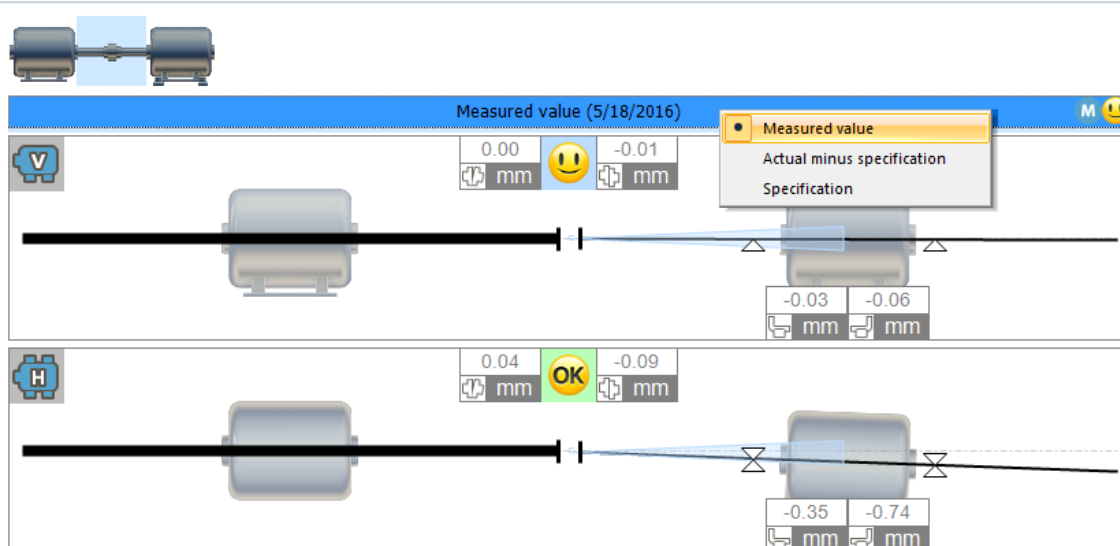 Measured value (5/18/2016)
M
Measured value
Actual minus specification
Specification
V
0.00
-0.01
mm
mm
-0.03
-0.06
mm
mm
H
0.04
OK
-0.09
mm
mm
-0.35
-0.74
mm
mm